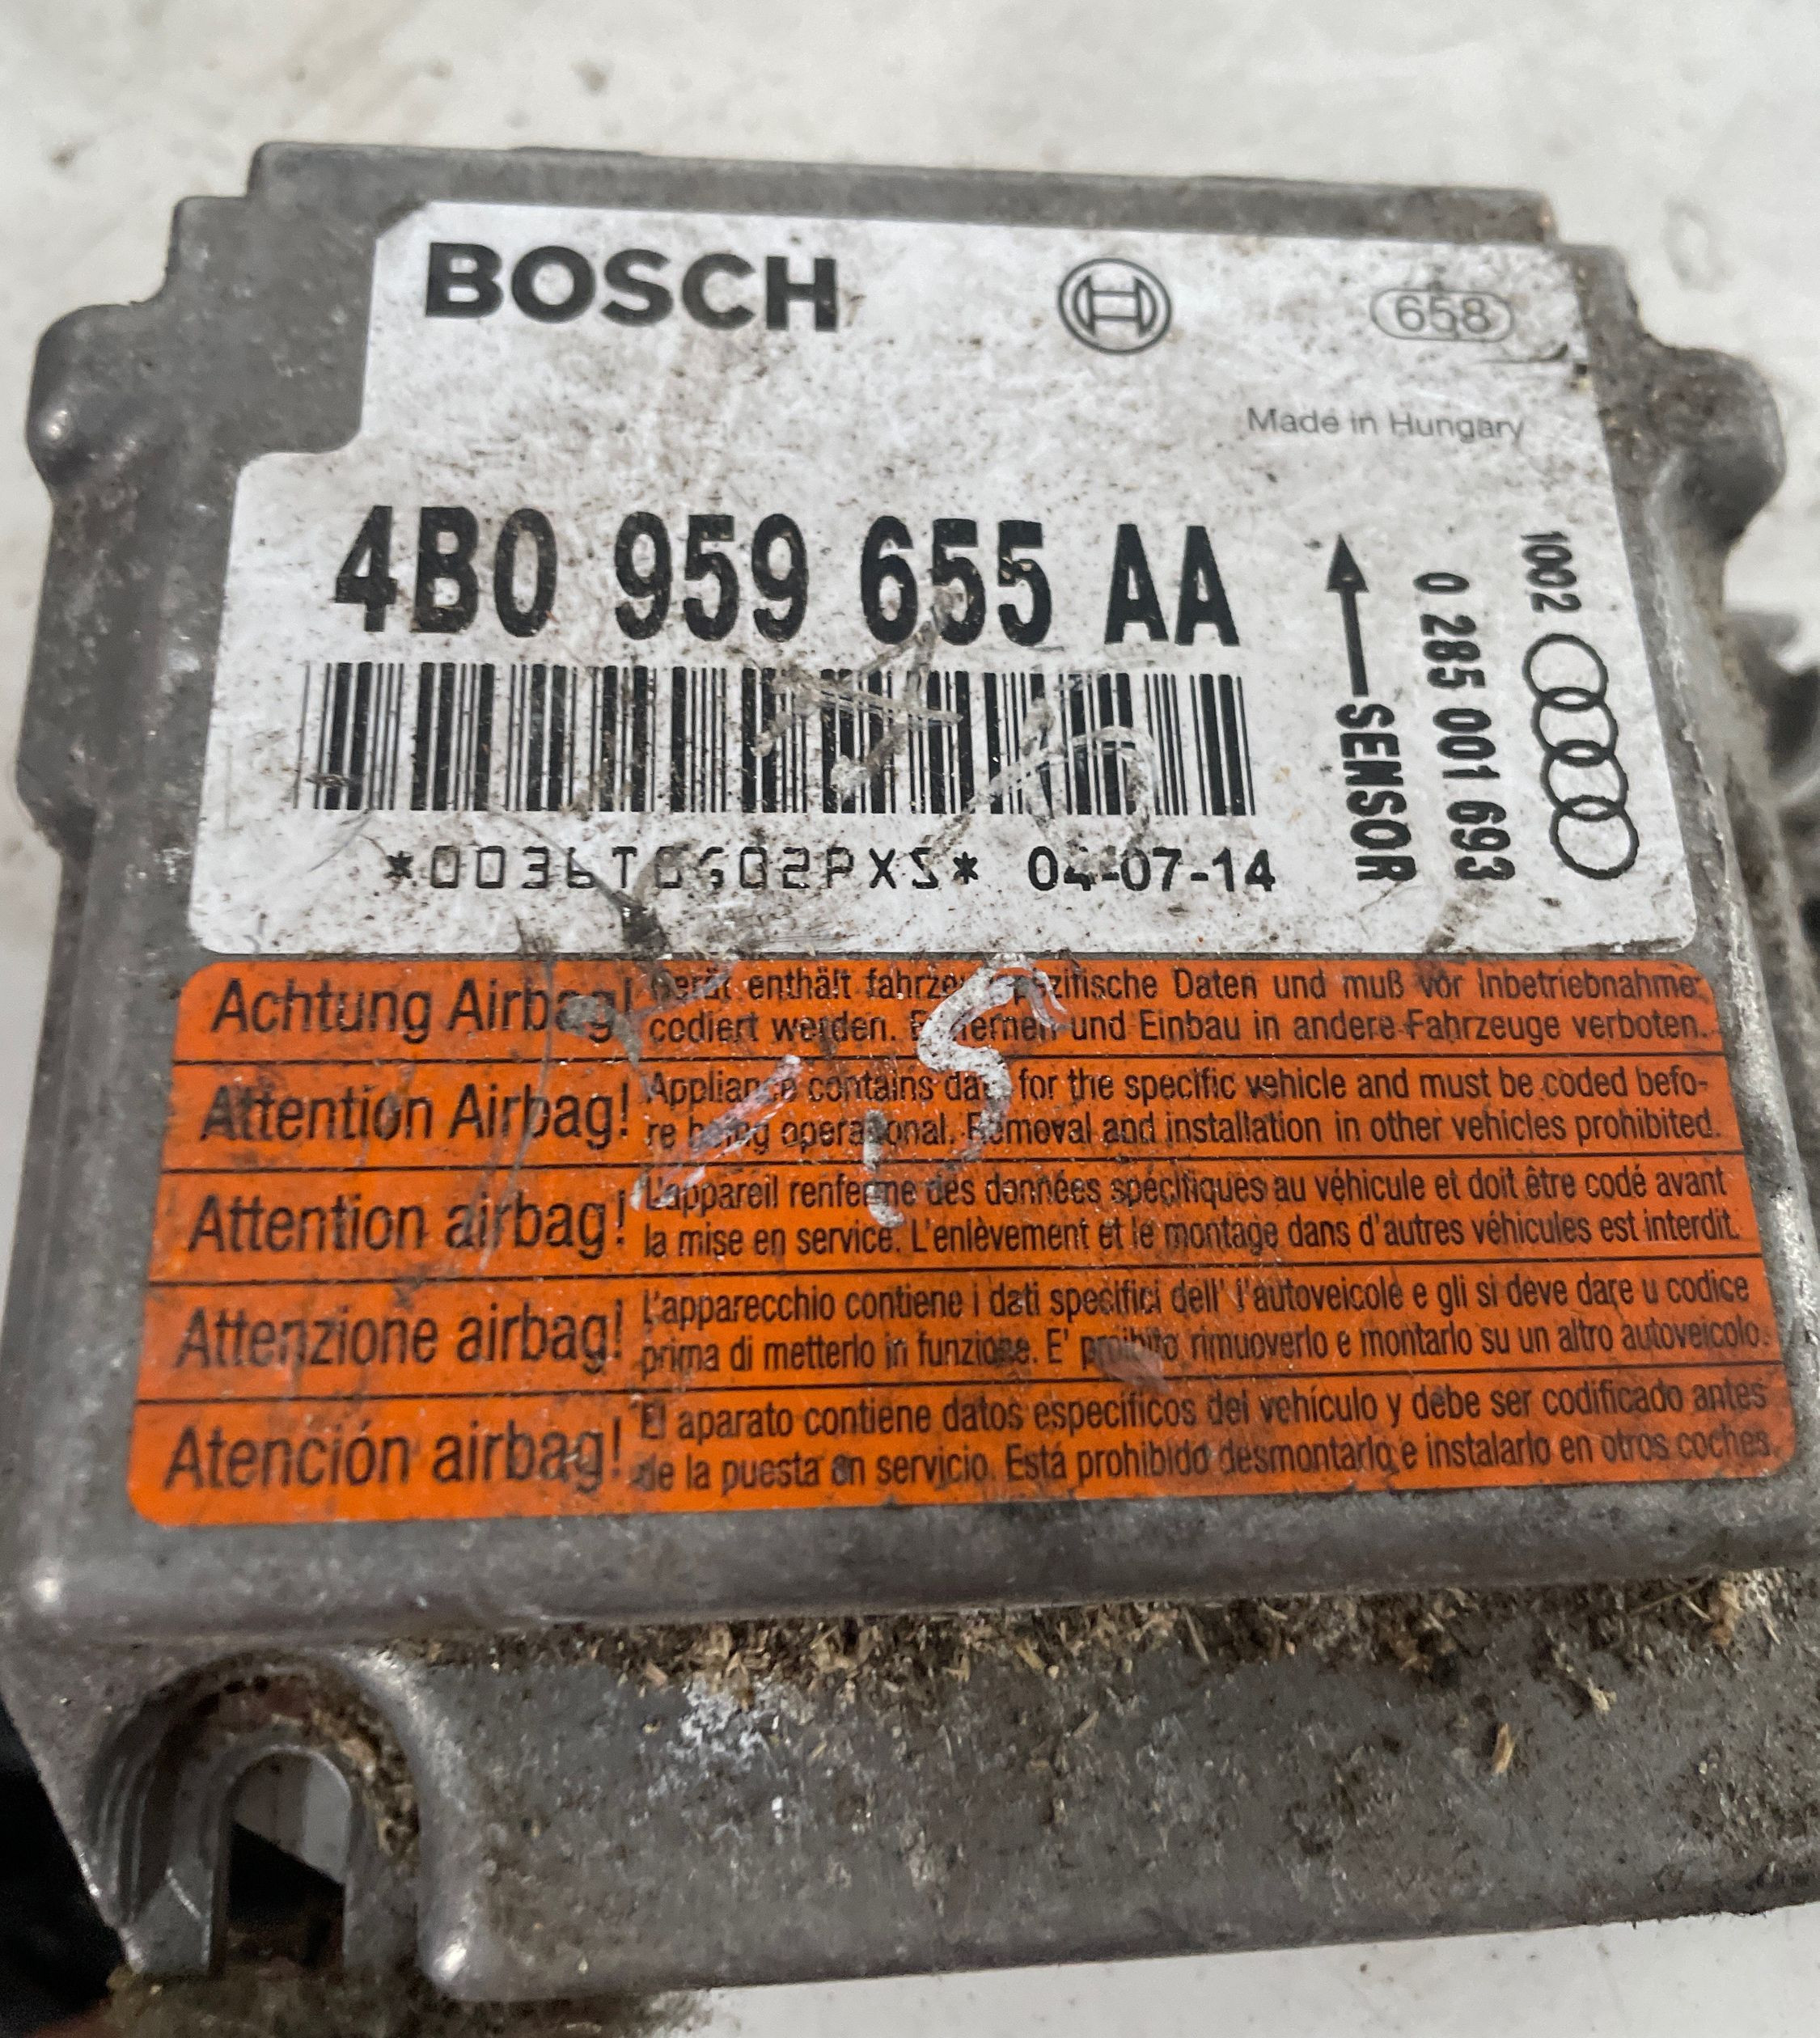 BOSCH
658
Made in Hungary
4B0 959 655 AA
SENSOR
0 285 001 693
1002
04-07-14
Achtung Airbag! Gerät enthält fahrzeugspezifische Daten und muß vor Inbetriebnahme
codiert werden. Entfernen und Einbau in andere Fahrzeuge verboten.
Attention Airbag! Appliance contains data for the specific vehicle and must be coded befo-
re being operational. Removal and installation in other vehicles prohibited.
Attention airbag! L'appareil renferme des données spécifiques au véhicule et doit être codé avant
la mise en service. L'enlèvement et le montage dans d'autres véhicules est interdit.
Attenzione airbag! L'apparecchio contiene i dati specifici dell' l'autoveicole e gli si deve dare u codice
prima di metterlo in funzione. E' proibito rimuoverlo e montarlo su un altro autoveicolo.
Atención airbag! El aparato contiene datos específicos del vehículo y debe ser codificado antes
de la puesta en servicio. Está prohibido desmontarlo e instalarlo en otros coches.